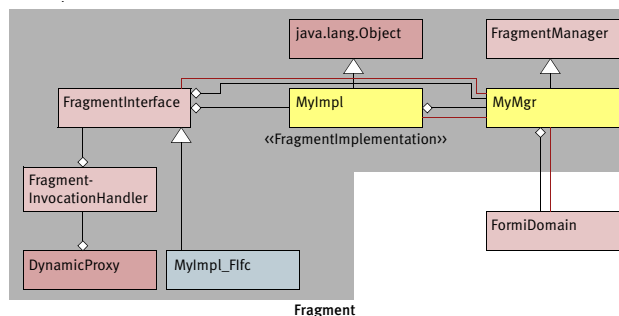 java.lang.Object
FragmentManager
FragmentInterface
MyImpl
MyMgr
‹‹FragmentImplementation››
Fragment-
InvocationHandler
FormiDomain
DynamicProxy
MyImpl_FIfc
Fragment